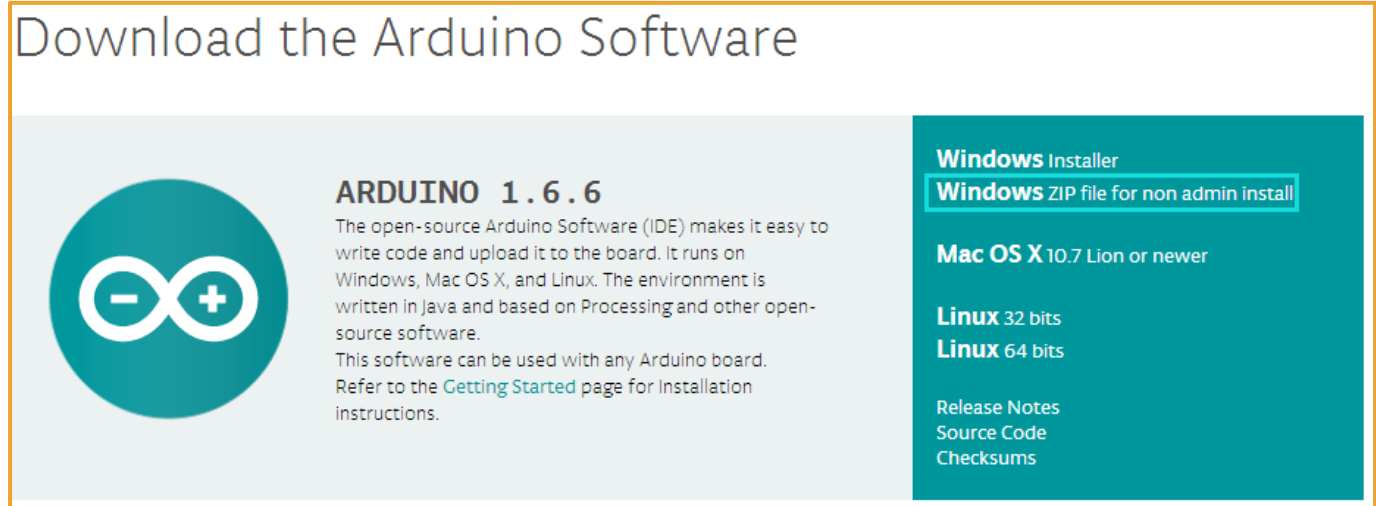 Download the Arduino Software
ARDUINO 1.6.6
The open-source Arduino Software (IDE) makes it easy to
write code and upload it to the board. It runs on
Windows, Mac OS X, and Linux. The environment is
written in Java and based on Processing and other open-
source software.
This software can be used with any Arduino board.
Refer to the Getting Started page for Installation
instructions.
Windows Installer
Windows ZIP file for non admin install
Mac OS X 10.7 Lion or newer
Linux 32 bits
Linux 64 bits
Release Notes
Source Code
Checksums